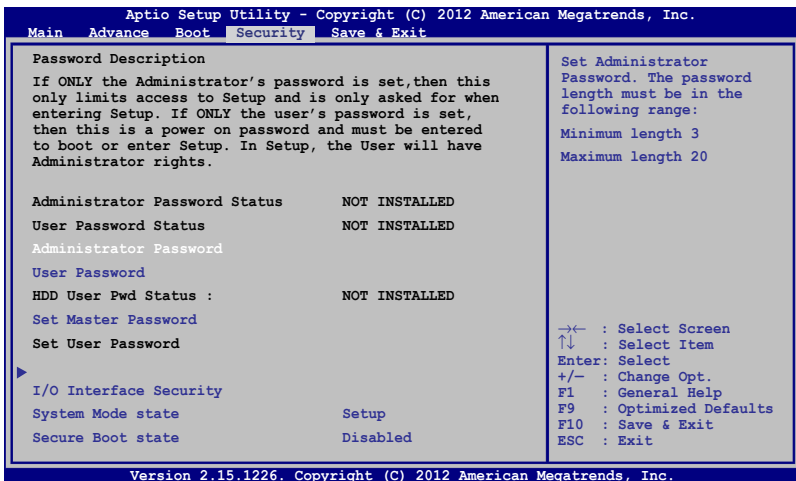 Aptio Setup Utility - Copyright (C) 2012 American Megatrends, Inc.
Main Advance Boot Security Save & Exit
Password Description
If ONLY the Administrator's password is set,then this
only limits access to Setup and is only asked for when
entering Setup. If ONLY the user's password is set,
then this is a power on password and must be entered
to boot or enter Setup. In Setup, the User will have
Administrator rights.
Administrator Password Status NOT INSTALLED
User Password Status NOT INSTALLED
Administrator Password
User Password
HDD User Pwd Status : NOT INSTALLED
Set Master Password
Set User Password
I/O Interface Security
System Mode state Setup
Secure Boot state Disabled
Set Administrator
Password. The password
length must be in the
following range:
Minimum length 3
Maximum length 20
→← : Select Screen
↑↓ : Select Item
Enter: Select
+/− : Change Opt.
F1 : General Help
F9 : Optimized Defaults
F10 : Save & Exit
ESC : Exit
Version 2.15.1226. Copyright (C) 2012 American Megatrends, Inc.